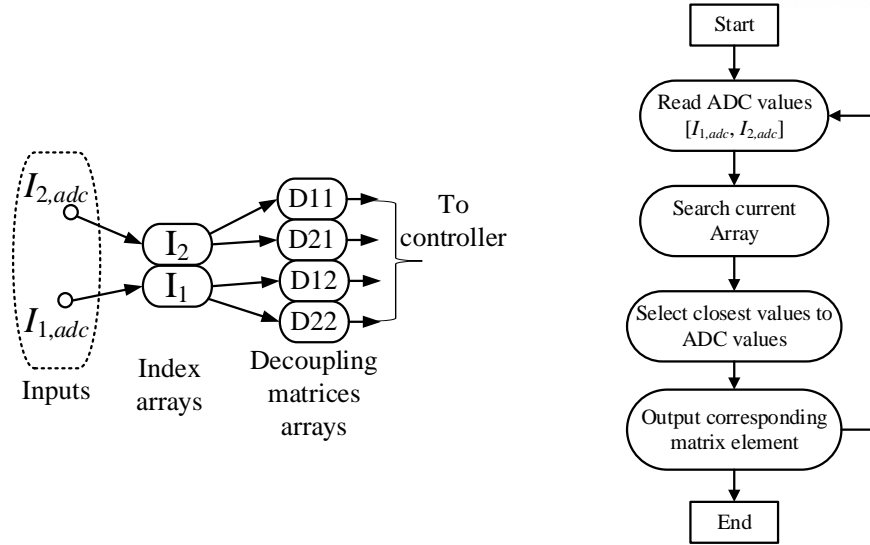 I2,adc
I1,adc
Inputs
I2
I1
Index
arrays
D11
D21
D12
D22
Decoupling
matrices
arrays
To
controller
Start
Read ADC values
[I1,adc, I2,adc]
Search current
Array
Select closest values to
ADC values
Output corresponding
matrix element
End